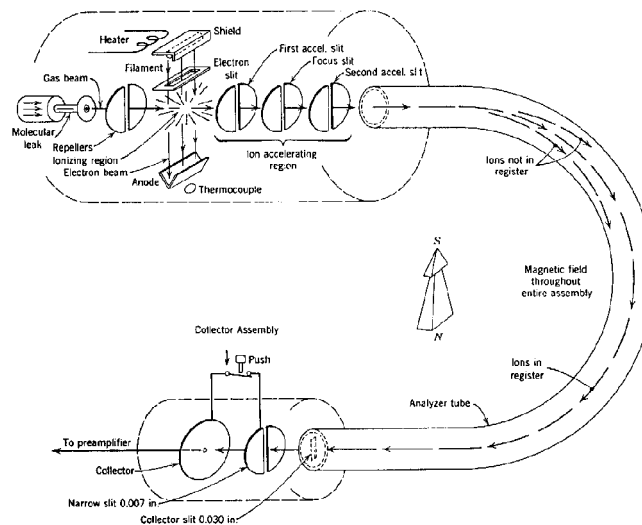 Heater
Shield
Filament
Electron
slit
First accel. slit
Focus slit
Second accel. slit
Gas beam
Molecular
leak
Repellers
Ionizing region
Electron beam
Anode
Thermocouple
Ion accelerating
region
Ions not in
register
S
N
Magnetic field
throughout
entire assembly
Collector Assembly
Push
Ions in
register
Analyzer tube
To preamplifier
Collector
Narrow slit 0.007 in
Collector slit 0.030 in.